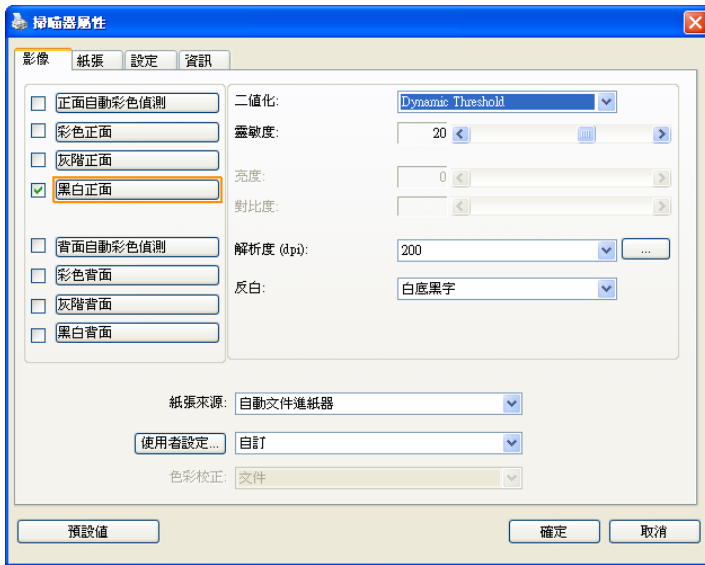 掃瞄器屬性
影像 紙張 設定 資訊
正面自動彩色偵測
彩色正面
灰階正面
黑白正面
背面自動彩色偵測
彩色背面
灰階背面
黑白背面
二值化: Dynamic Threshold
靈敏度: 20
亮度: 0
對比度:
解析度 (dpi): 200 ...
反白: 白底黑字
紙張來源: 自動文件進紙器
使用者設定... 自訂
色彩校正: 文件
預設值 確定 取消